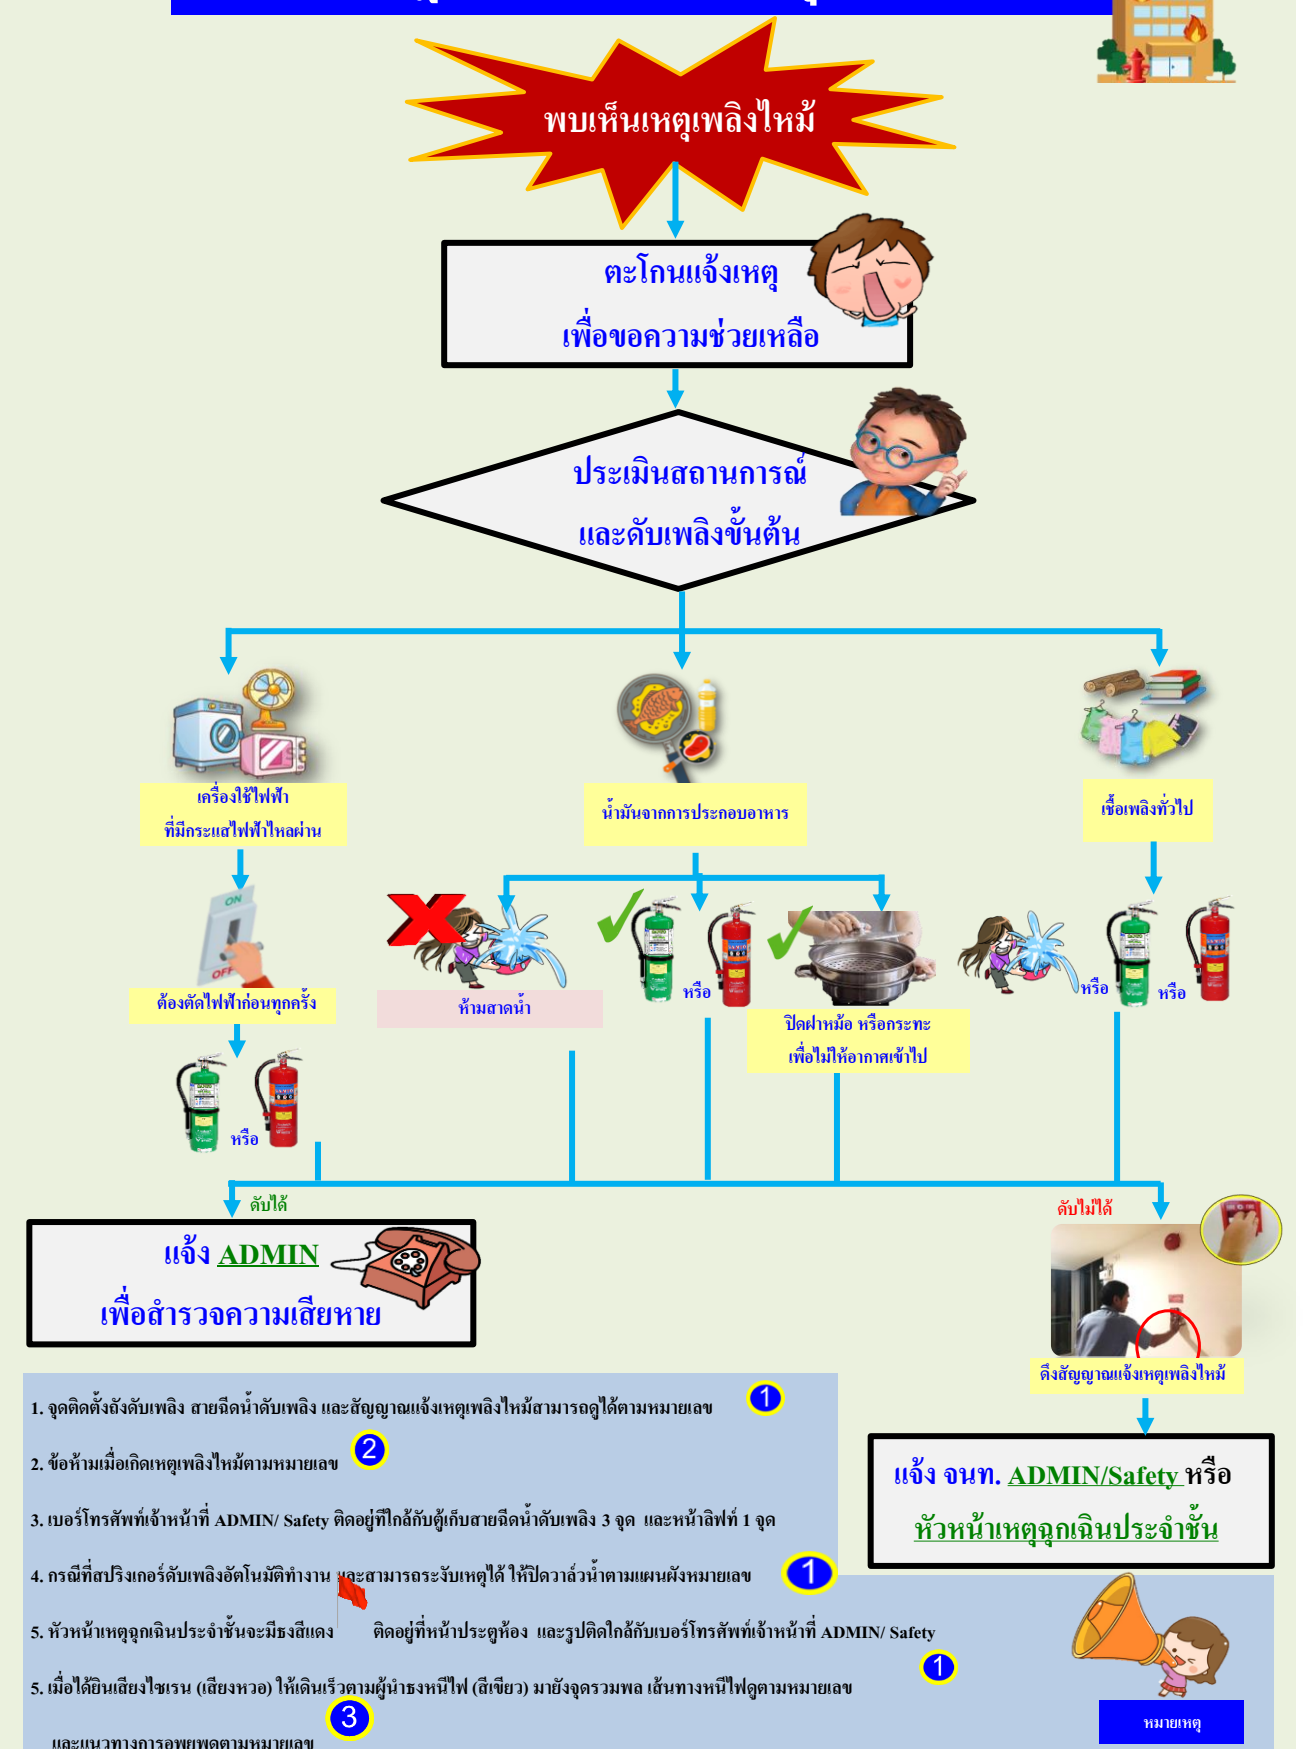 พบเห็นเหตุเพลิงไหม้
ตะโกนแจ้งเหตุ
เพื่อขอความช่วยเหลือ
ประเมินสถานการณ์
และดับเพลิงขั้นต้น
เครื่องใช้ไฟฟ้า
ที่มีกระแสไฟฟ้าไหลผ่าน
น้ำมันจากการประกอบอาหาร
เชื้อเพลิงทั่วไป
ON
OFF
ต้องตัดไฟฟ้าก่อนทุกครั้ง
ห้ามสาดน้ำ
หรือ
ปิดฝาหม้อ หรือกระทะ
เพื่อไม่ให้อากาศเข้าไป
หรือ
หรือ
หรือ
ดับได้
ดับไม่ได้
แจ้ง ADMIN
เพื่อสำรวจความเสียหาย
ดึงสัญญาณแจ้งเหตุเพลิงไหม้
แจ้ง จนท. ADMIN/Safety หรือ
หัวหน้าเหตุฉุกเฉินประจำชั้น
1. จุดติดตั้งถังดับเพลิง สายฉีดน้ำดับเพลิง และสัญญาณแจ้งเหตุเพลิงไหม้สามารถดูได้ตามหมายเลข 1
2. ข้อห้ามเมื่อเกิดเหตุเพลิงไหม้ตามหมายเลข 2
3. เบอร์โทรศัพท์เจ้าหน้าที่ ADMIN/ Safety ติดอยู่ที่ใกล้กับตู้เก็บสายฉีดน้ำดับเพลิง 3 จุด และหน้าลิฟท์ 1 จุด
4. กรณีที่สปริงเกอร์ดับเพลิงอัตโนมัติทำงาน และสามารถระงับเหตุได้ ให้ปิดวาล์วน้ำตามแผนผังหมายเลข 1
5. หัวหน้าเหตุฉุกเฉินประจำชั้นจะมีธงสีแดง ติดอยู่ที่หน้าประตูห้อง และรูปติดใกล้กับเบอร์โทรศัพท์เจ้าหน้าที่ ADMIN/ Safety
5. เมื่อได้ยินเสียงไซเรน (เสียงหวอ) ให้เดินเร็วตามผู้นำธงหนีไฟ (สีเขียว) มายังจุดรวมพล เส้นทางหนีไฟดูตามหมายเลข 1
และแนวทางการอพยพดูตามหมายเลข 3
หมายเหตุ